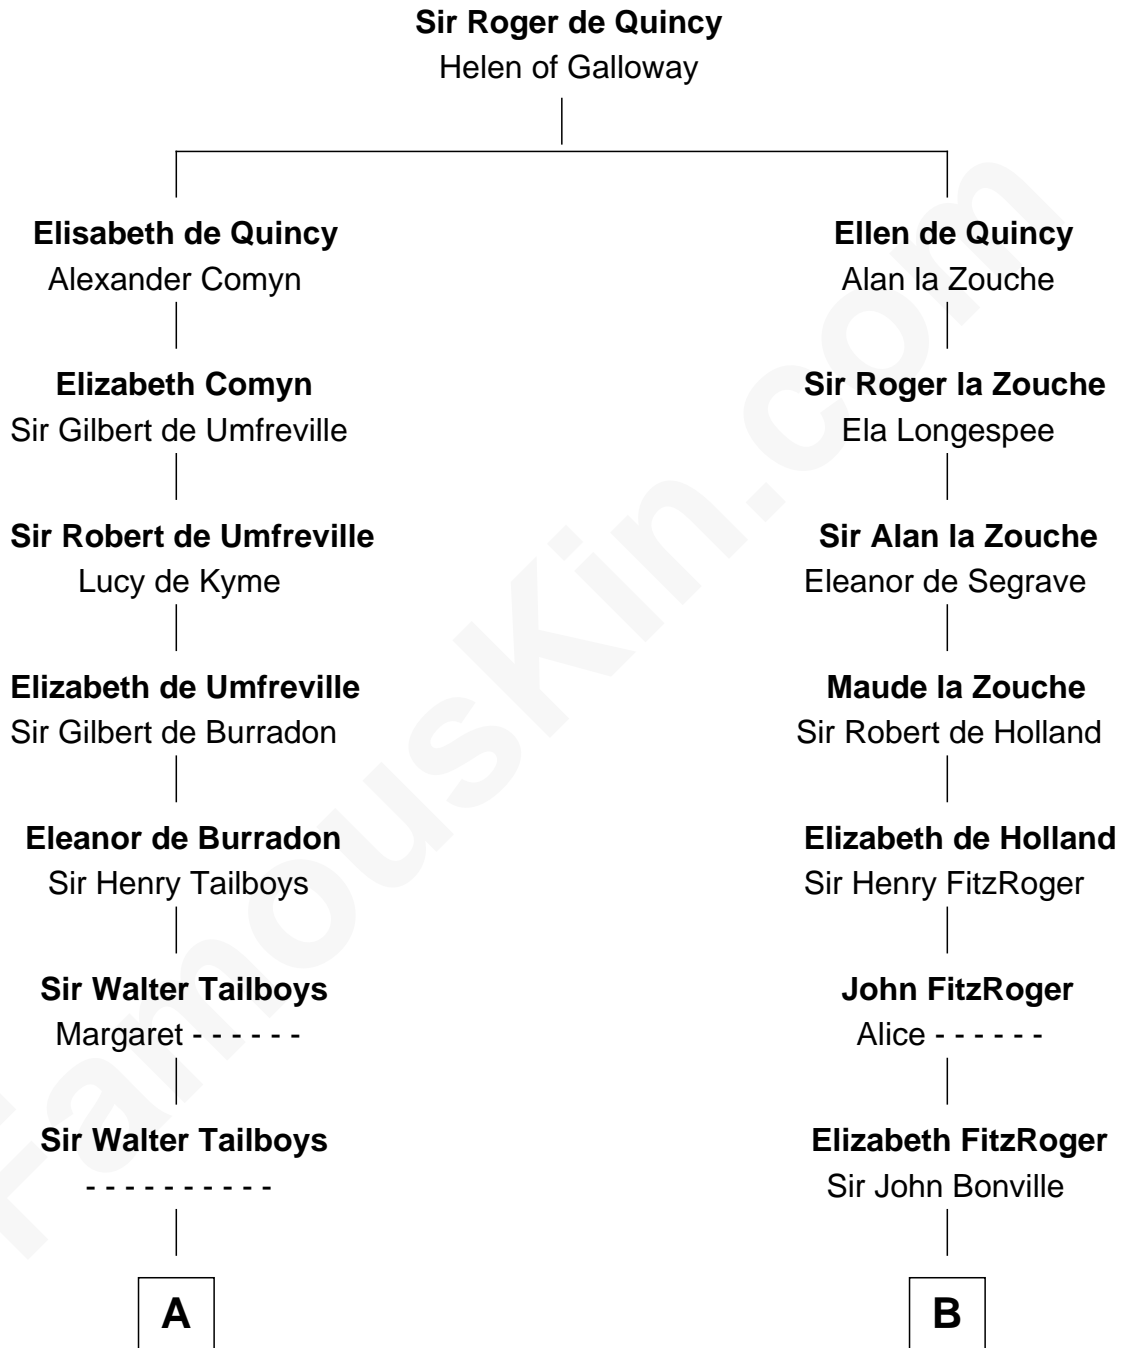 Sir Roger de Quincy
Helen of Galloway
Elisabeth de Quincy
Alexander Comyn
Ellen de Quincy
Alan la Zouche
Elizabeth Comyn
Sir Gilbert de Umfreville
Sir Roger la Zouche
Ela Longespee
Sir Robert de Umfreville
Lucy de Kyme
Sir Alan la Zouche
Eleanor de Segrave
Elizabeth de Umfreville
Sir Gilbert de Burradon
Maude la Zouche
Sir Robert de Holland
Eleanor de Burradon
Sir Henry Tailboys
Elizabeth de Holland
Sir Henry FitzRoger
Sir Walter Tailboys
Margaret - - - - - -
John FitzRoger
Alice - - - - - -
Sir Walter Tailboys
- - - - - - - - - -
Elizabeth FitzRoger
Sir John Bonville
A
B
FamousKin.com